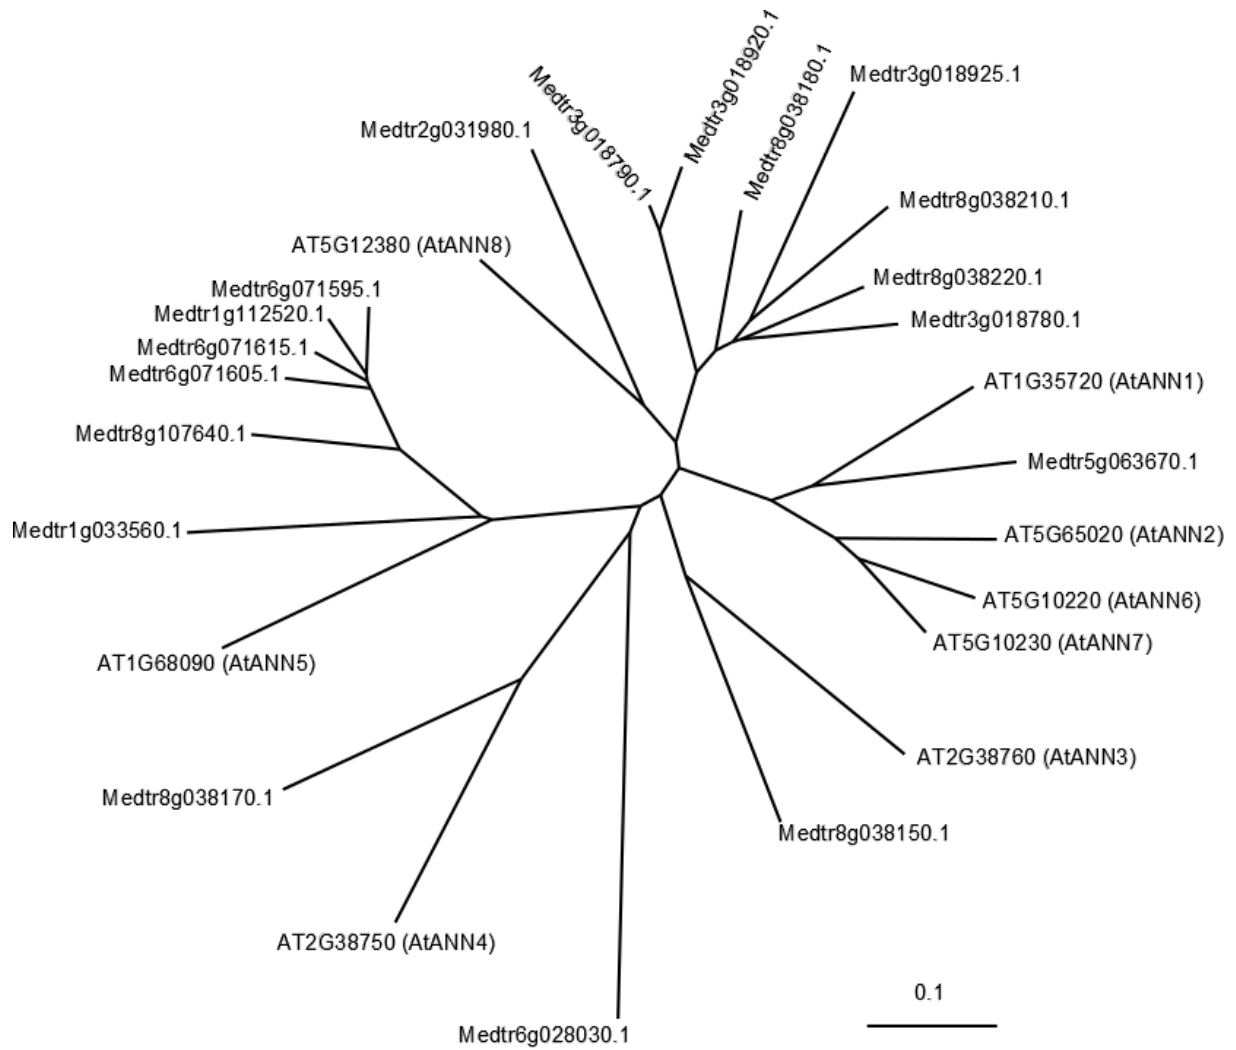 Medtr3g018920.1
Medtr8g038180.1
Medtr3g018790.1
Medtr3g018925.1
Medtr2g031980.1
Medtr8g038210.1
AT5G12380 (AtANN8)
Medtr8g038220.1
Medtr6g071595.1
Medtr1g112520.1
Medtr3g018780.1
Medtr6g071615.1
Medtr6g071605.1
AT1G35720 (AtANN1)
Medtr8g107640.1
Medtr5g063670.1
Medtr1g033560.1
AT5G65020 (AtANN2)
AT5G10220 (AtANN6)
AT5G10230 (AtANN7)
AT1G68090 (AtANN5)
AT2G38760 (AtANN3)
Medtr8g038170.1
Medtr8g038150.1
AT2G38750 (AtANN4)
0.1
Medtr6g028030.1